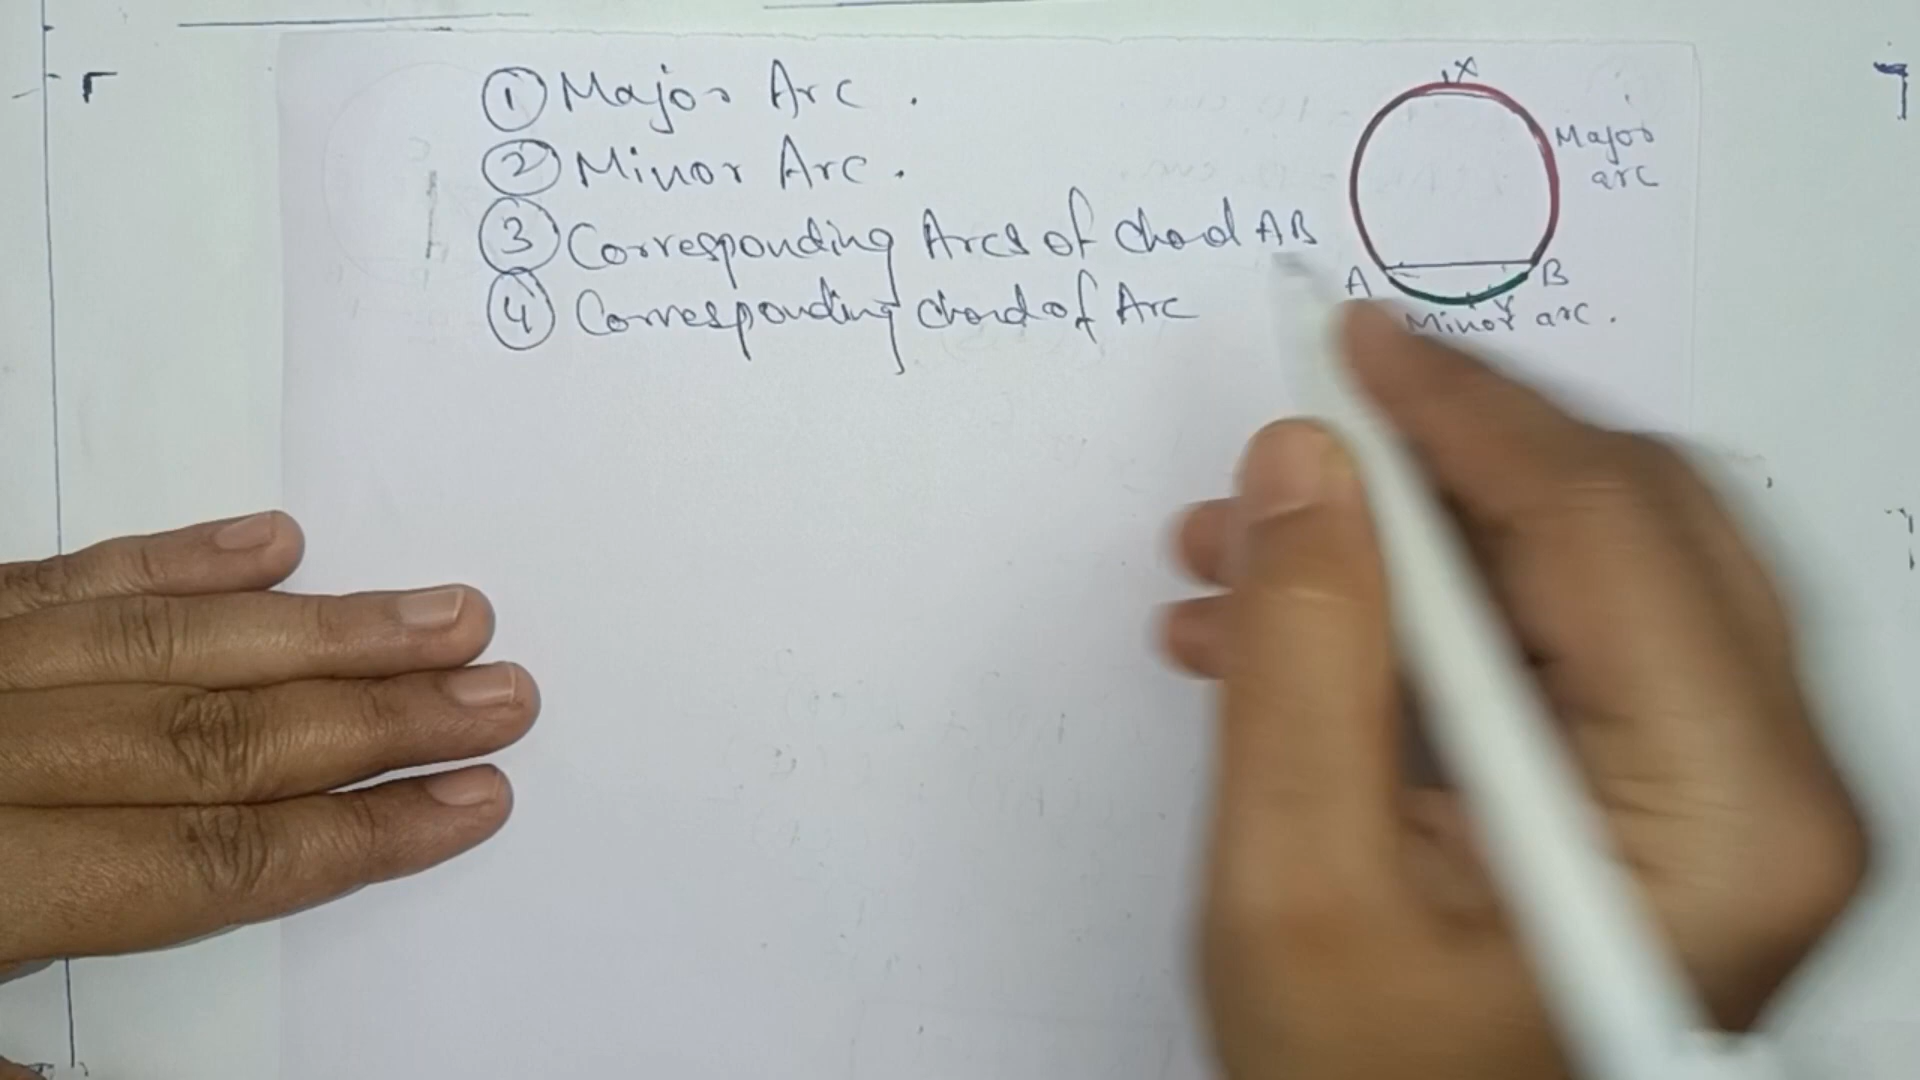 ① Major Arc .
② Minor Arc .
③ Corresponding Arcs of chord AB
④ Corresponding chord of Arc
X
Major
arc
A
B
Y
Minor arc .